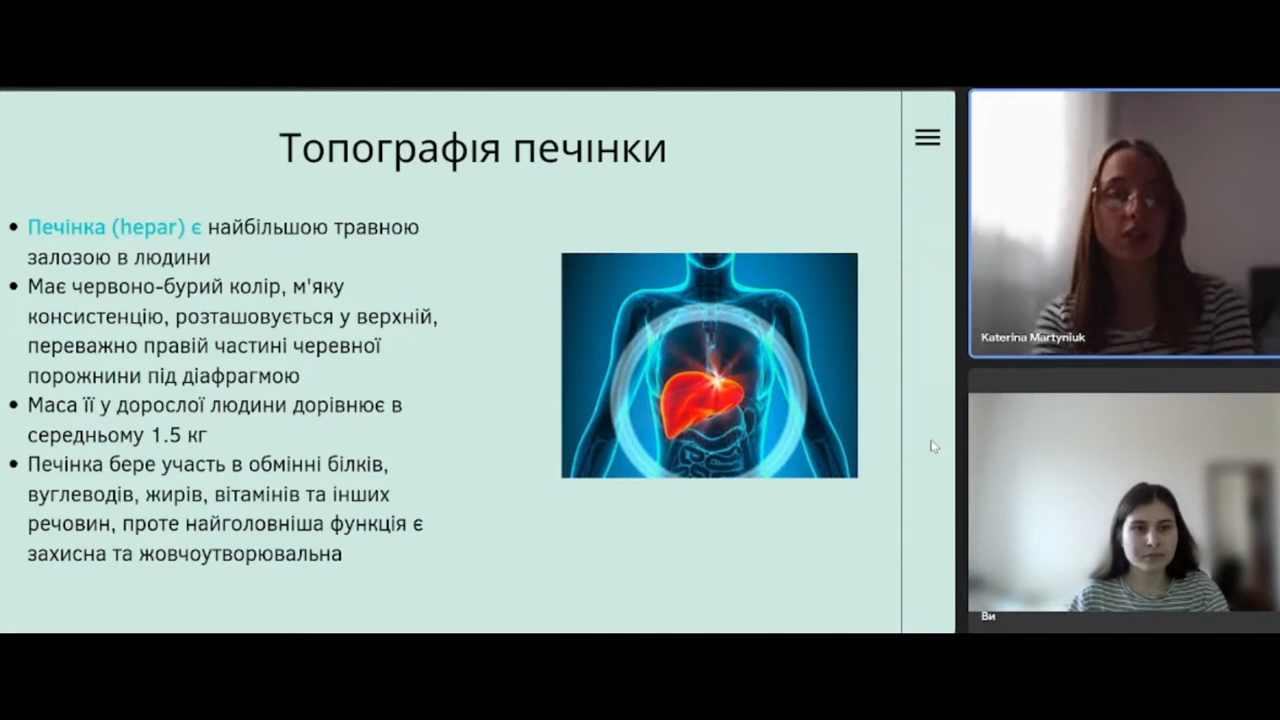 Топографія печінки
• Печінка (hepar) є найбільшою травною
залозою в людини
• Має червоно-бурий колір, м'яку
консистенцію, розташовується у верхній,
переважно правій частині черевної
порожнини під діафрагмою
• Маса її у дорослої людини дорівнює в
середньому 1.5 кг
• Печінка бере участь в обмінні білків,
вуглеводів, жирів, вітамінів та інших
речовин, проте найголовніша функція є
захисна та жовчоутворювальна
Katerina Martyniuk
Ви